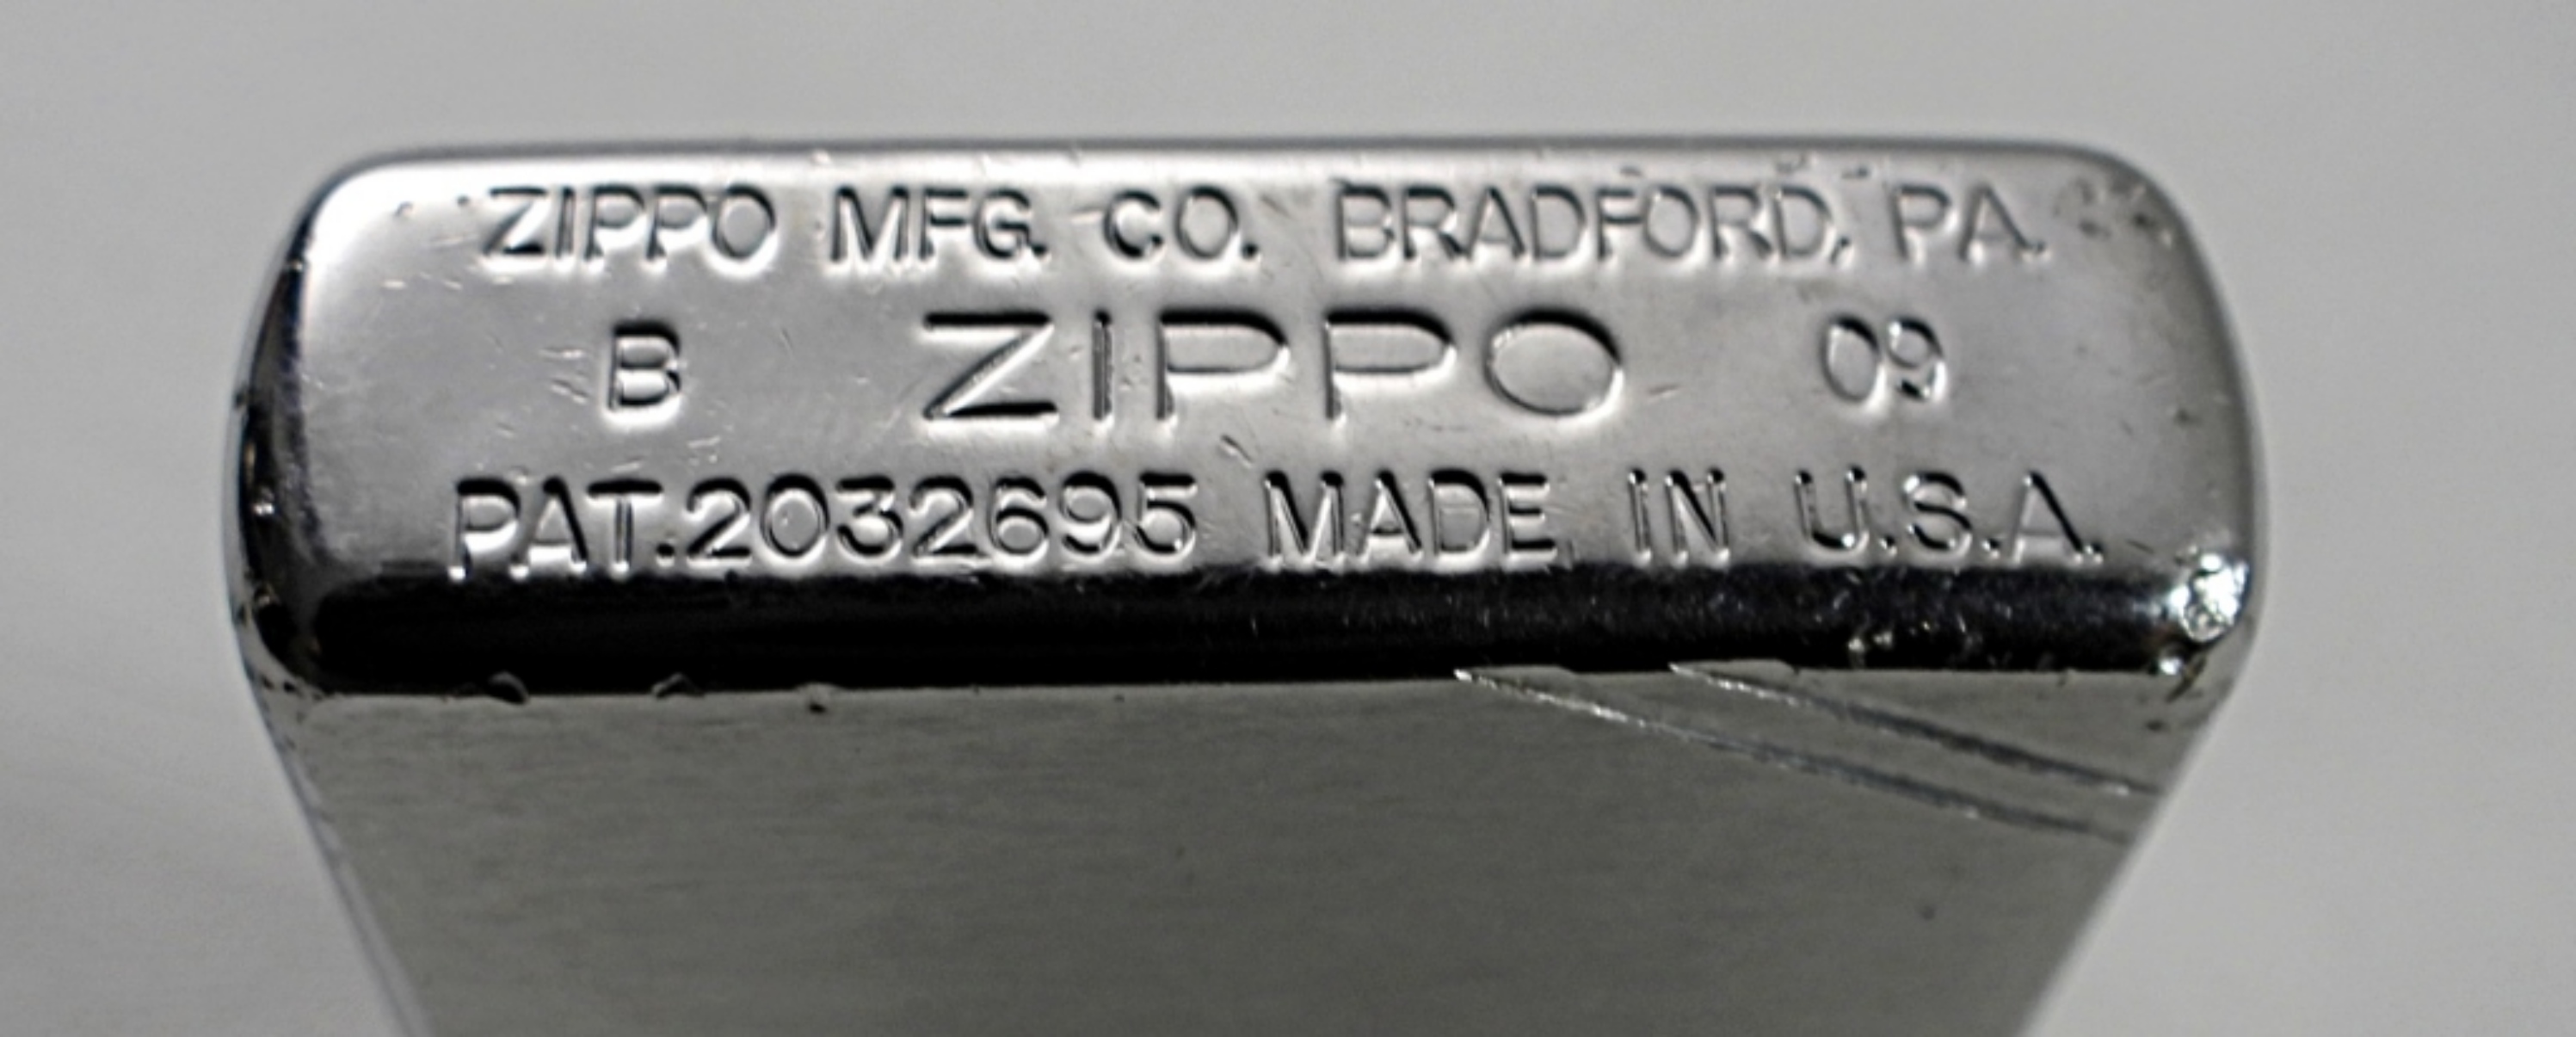 ZIPPO MFG. CO. BRADFORD, PA.
B ZIPPO 09
PAT.2032695 MADE IN U.S.A.